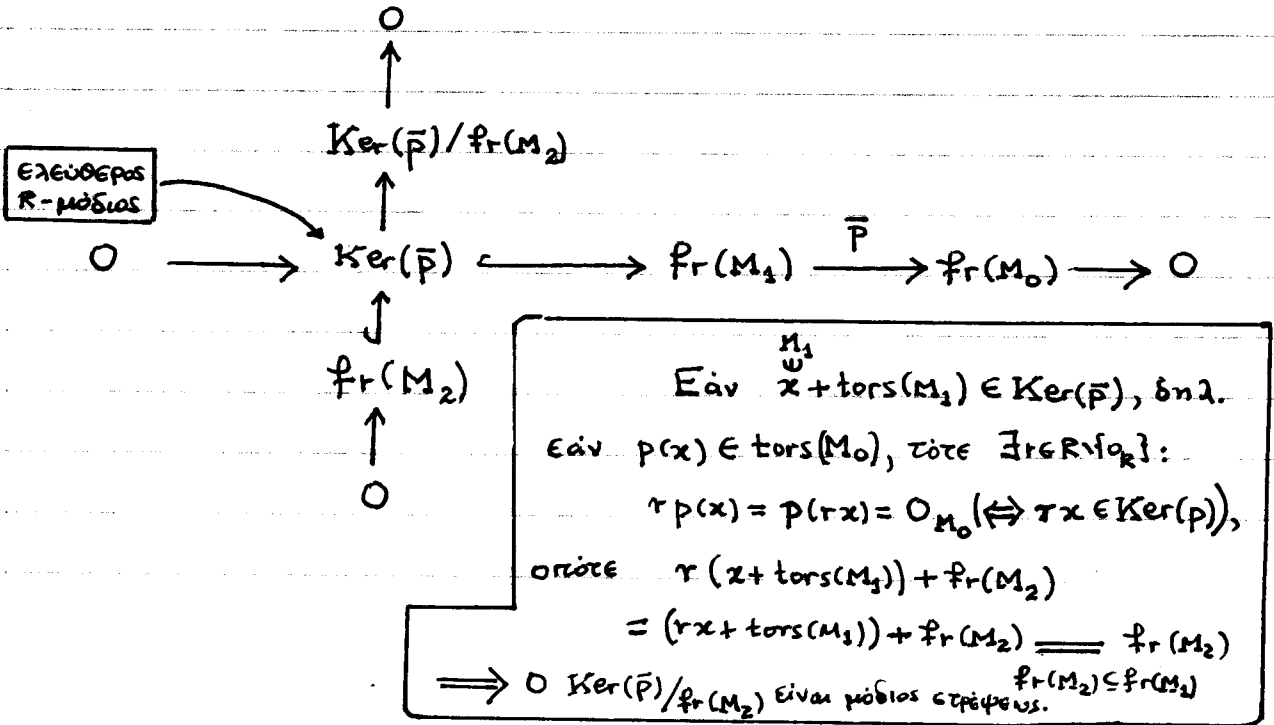 0
Ker(p̄)/fr(M₂)
ελεύθερος
R-μόδιος
0 ⟶ Ker(p̄) ↪ fr(M₁) ⟶ fr(M₀) ⟶ 0
p̄
fr(M₂)
0
M₁
Εάν x + tors(M₁) ∈ Ker(p̄), δηλ.
εάν p(x) ∈ tors(M₀), τότε ∃r∈R\{0_R}:
r p(x) = p(rx) = 0_{M₀} (⇔ rx ∈ Ker(p)),
οπότε r (x + tors(M₁)) + fr(M₂)
= (rx + tors(M₁)) + fr(M₂) = fr(M₂)
fr(M₂) ⊆ fr(M₁)
⟹ Ο Ker(p̄)/fr(M₂) είναι μόδιος στρέψεως.